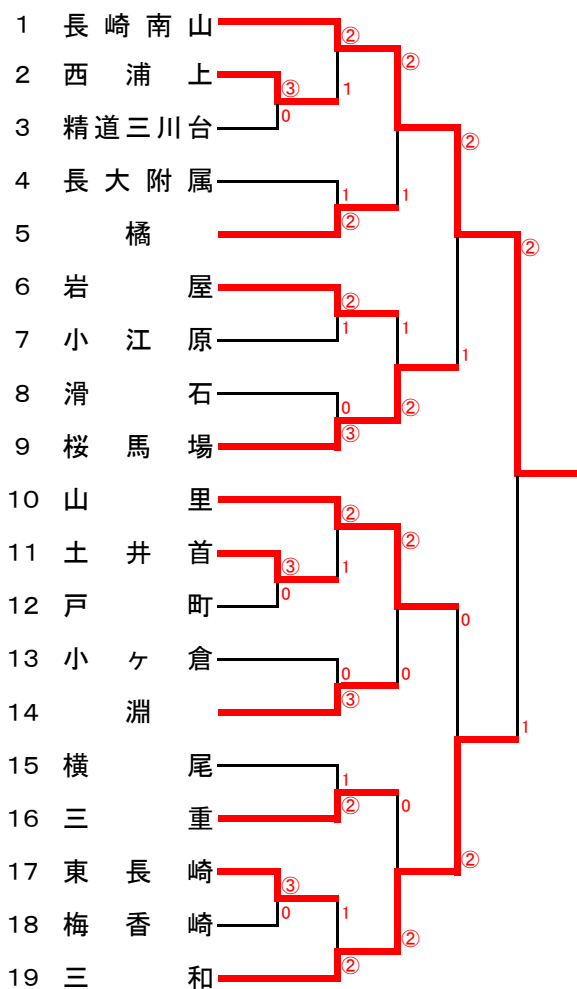 1 長崎南山
2 西浦上
3 精道三川台
4 長大附属
5 橘
6 岩屋
7 小江原
8 滑石
9 桜馬場
10 山里
11 土井首
12 戸町
13 小ヶ倉
14 淵
15 横尾
16 三重
17 東長崎
18 梅香崎
19 三和
②
②
③
1
0
②
1
1
②
②
②
1
1
1
0
②
③
②
②
③
1
0
0
0
0
③
1
1
②
0
②
③
0
1
②
②